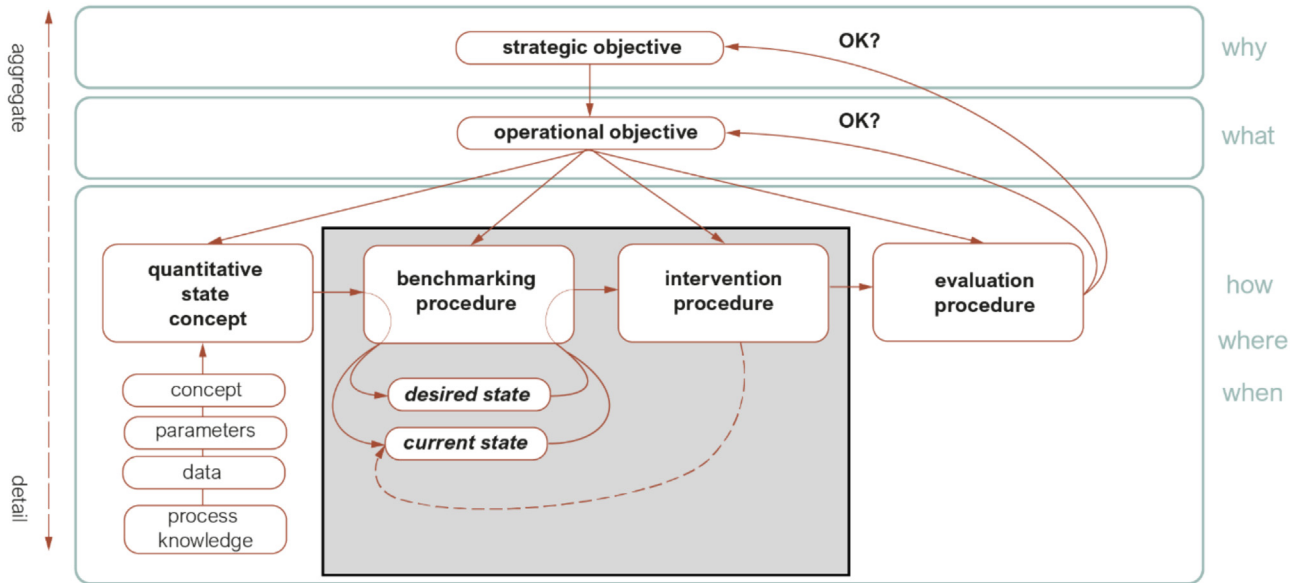 aggregate
detail
strategic objective
OK?
why
operational objective
OK?
what
quantitative
state
concept
benchmarking
procedure
intervention
procedure
evaluation
procedure
how
where
when
concept
parameters
data
process
knowledge
desired state
current state